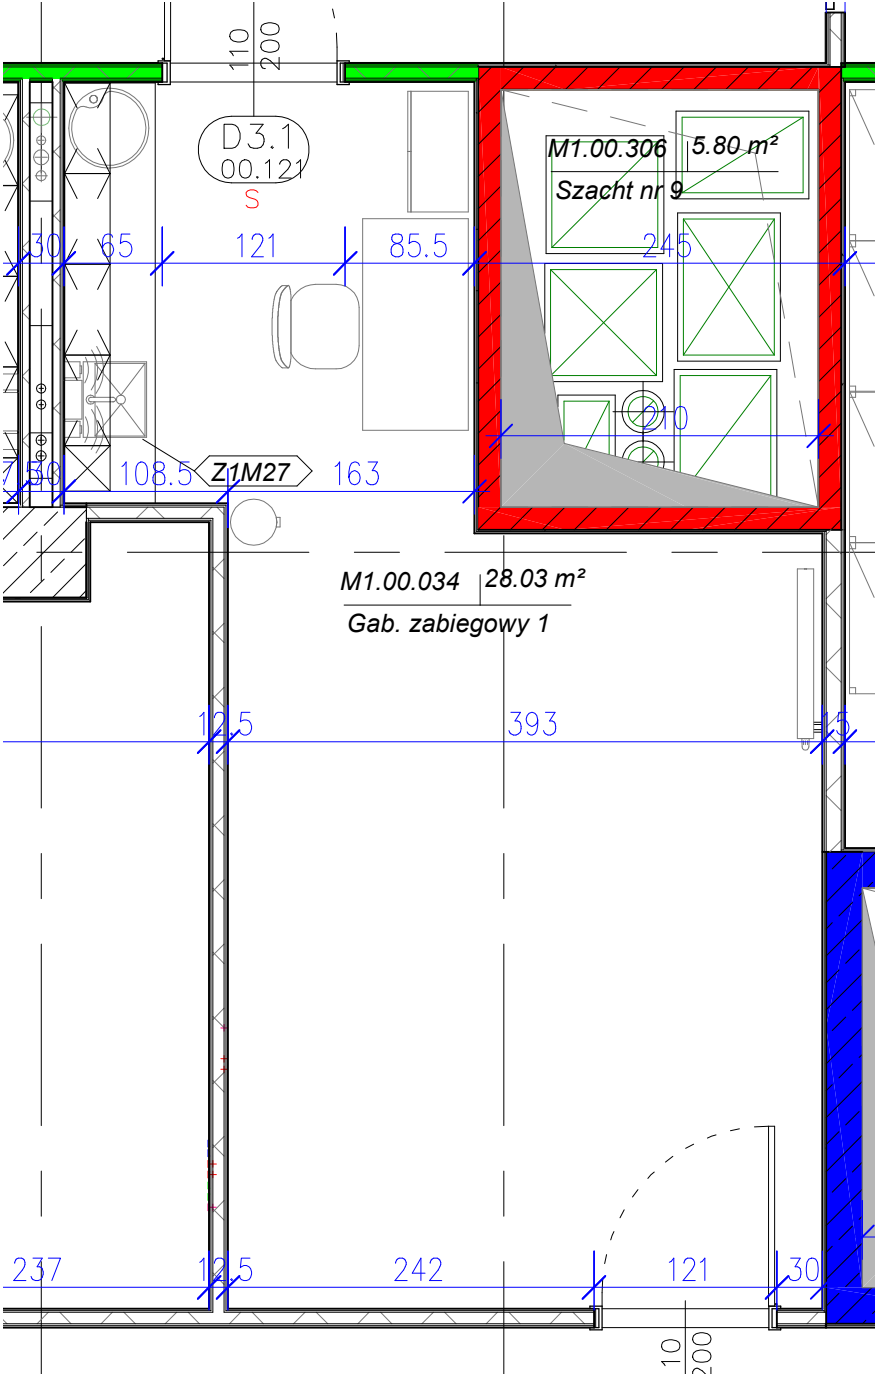 110
200
D3.1
00.121
S
M1.00.306 5.80 m²
Szacht nr 9
30 65 121 85.5 245
210
108.5 Z1M27 163
M1.00.034 28.03 m²
Gab. zabiegowy 1
12.5 393 15
237 12.5 242 121 30
10
200